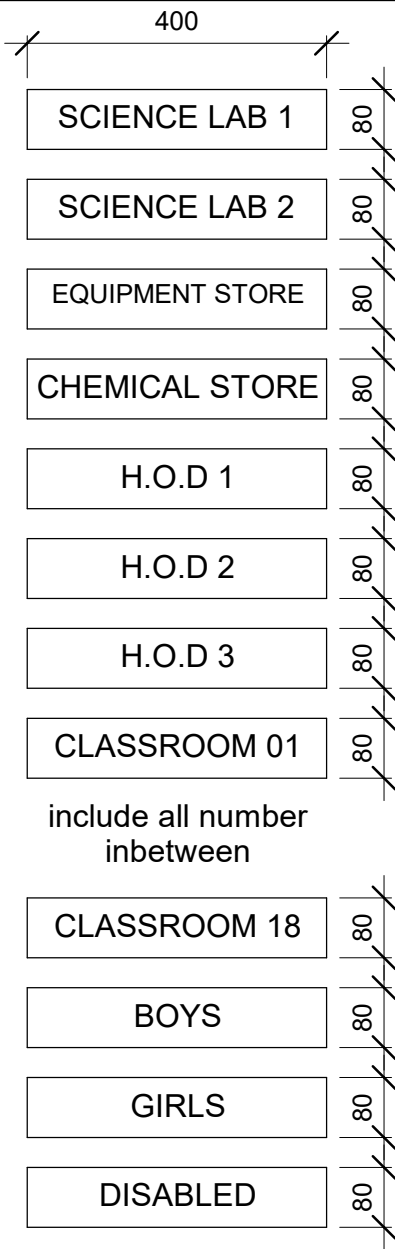 400
SCIENCE LAB 1
80
SCIENCE LAB 2
80
EQUIPMENT STORE
80
CHEMICAL STORE
80
H.O.D 1
80
H.O.D 2
80
H.O.D 3
80
CLASSROOM 01
80
include all number
inbetween
CLASSROOM 18
80
BOYS
80
GIRLS
80
DISABLED
80